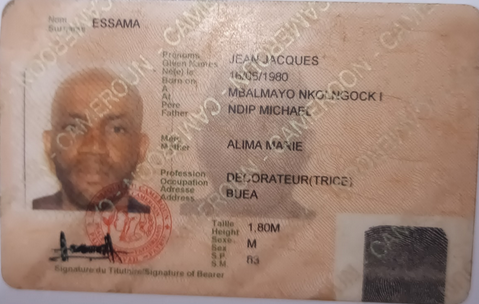 Nom ESSAMA
Surname
Prénoms JEAN JACQUES
Given Names
Né(e) le 16/05/1980
Born on
A MBALMAYO NKONGOCK I
At
Père NDIP MICHAEL
Father
Mère ALIMA MARIE
Mother
Profession DECORATEUR(TRICE)
Occupation
Adresse BUEA
Address
Taille 1,80M
Height
Sexe M
Sex
S.P. 83
S.M.
Signature du Titulaire/Signature of Bearer
CAMEROUN - CAMEROON - CAMEROUN - CAMEROON